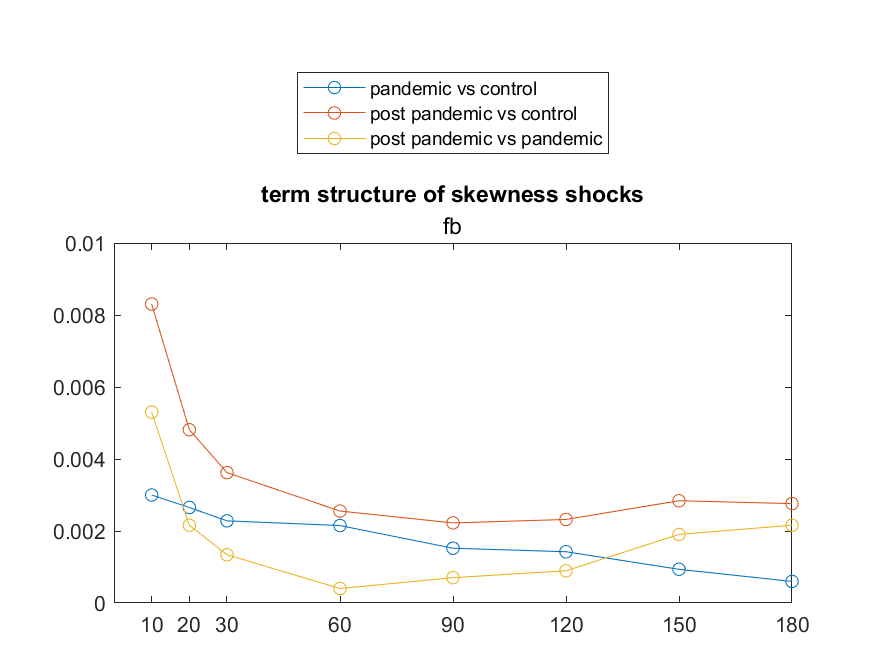 pandemic vs control
post pandemic vs control
post pandemic vs pandemic
term structure of skewness shocks
fb
0.01
0.008
0.006
0.004
0.002
0
10 20 30 60 90 120 150 180